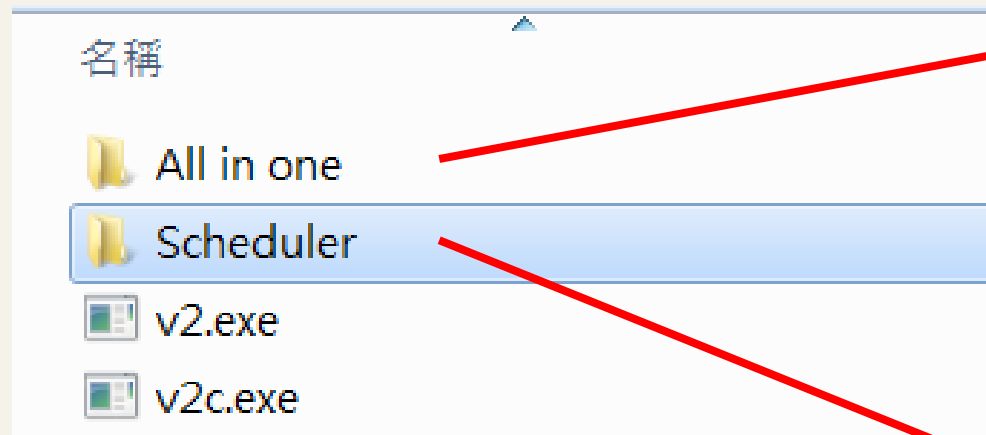 名稱
All in one
Scheduler
v2.exe
v2c.exe